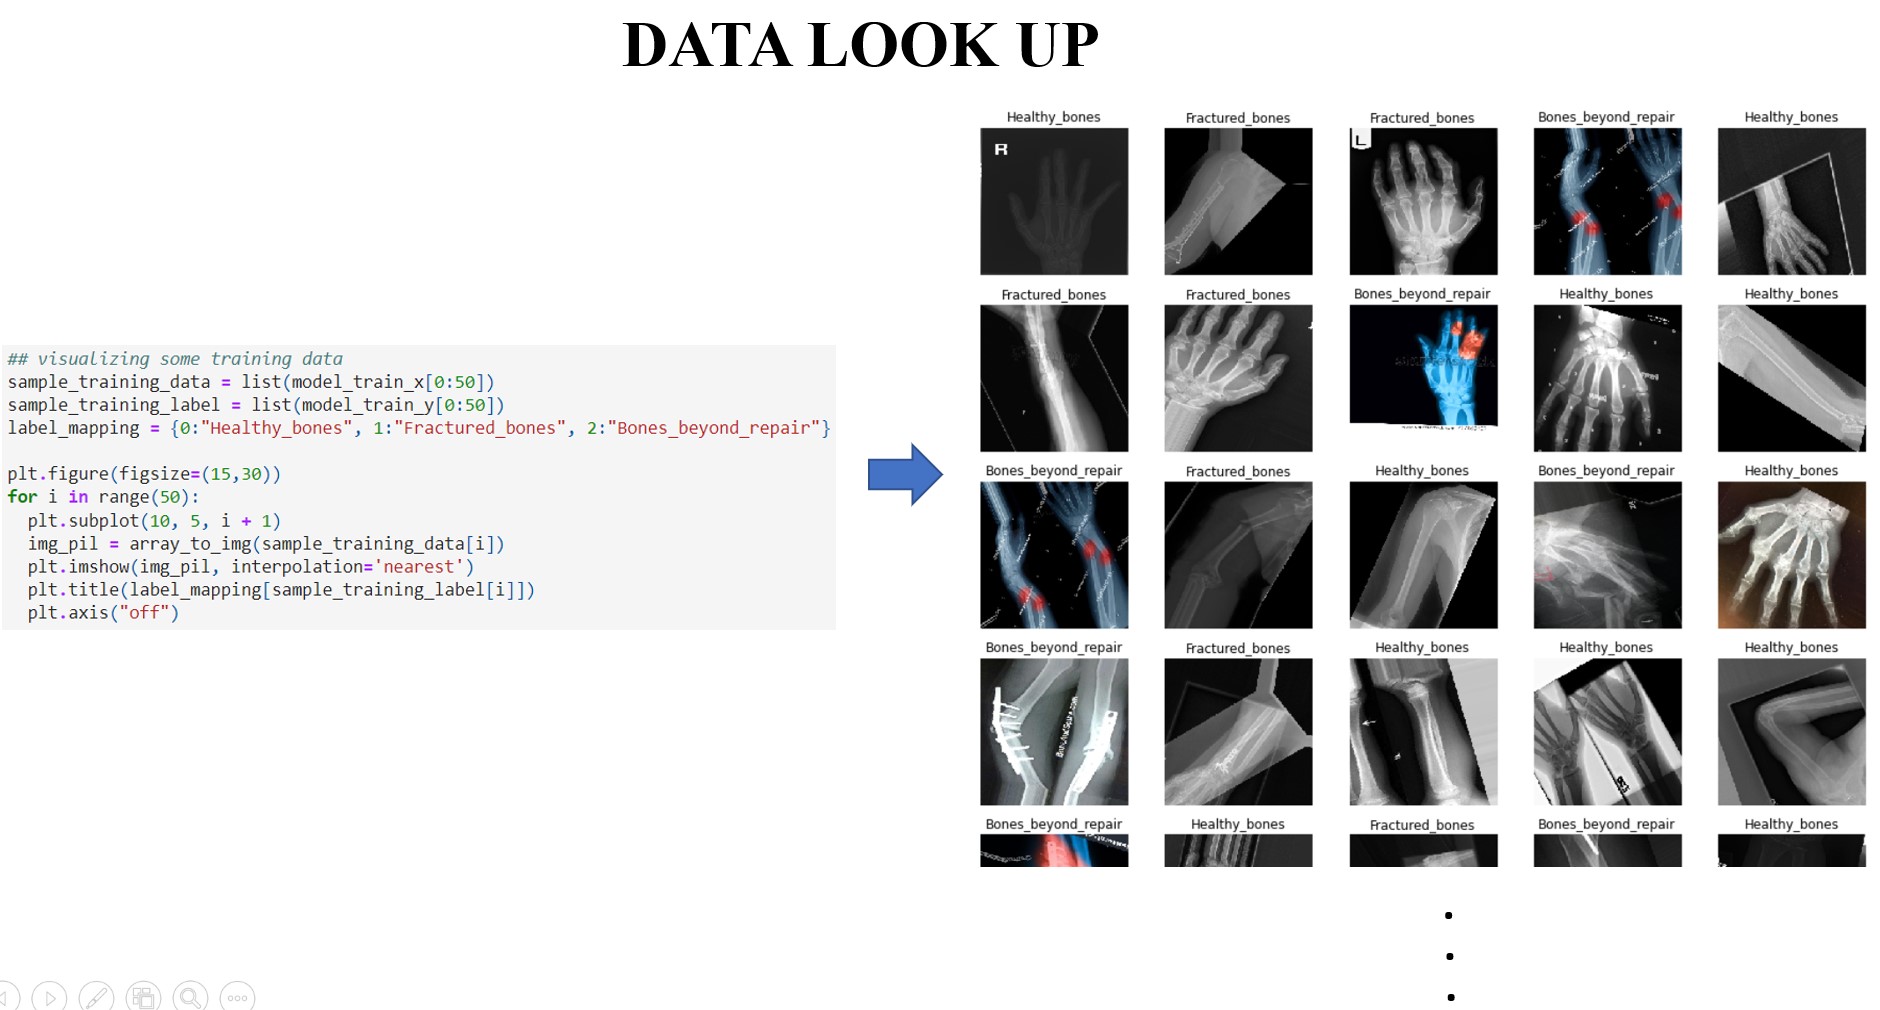 DATA LOOK UP
## visualizing some training data
sample_training_data = list(model_train_x[0:50])
sample_training_label = list(model_train_y[0:50])
label_mapping = {0:"Healthy_bones", 1:"Fractured_bones", 2:"Bones_beyond_repair"}
plt.figure(figsize=(15,30))
for i in range(50):
  plt.subplot(10, 5, i + 1)
  img_pil = array_to_img(sample_training_data[i])
  plt.imshow(img_pil, interpolation='nearest')
  plt.title(label_mapping[sample_training_label[i]])
  plt.axis("off")
Healthy_bones Fractured_bones Fractured_bones Bones_beyond_repair Healthy_bones
R L
Fractured_bones Fractured_bones Bones_beyond_repair Healthy_bones Healthy_bones
Bones_beyond_repair Fractured_bones Healthy_bones Bones_beyond_repair Healthy_bones
Bones_beyond_repair Fractured_bones Healthy_bones Healthy_bones Healthy_bones
Bones_beyond_repair Healthy_bones Fractured_bones Bones_beyond_repair Healthy_bones